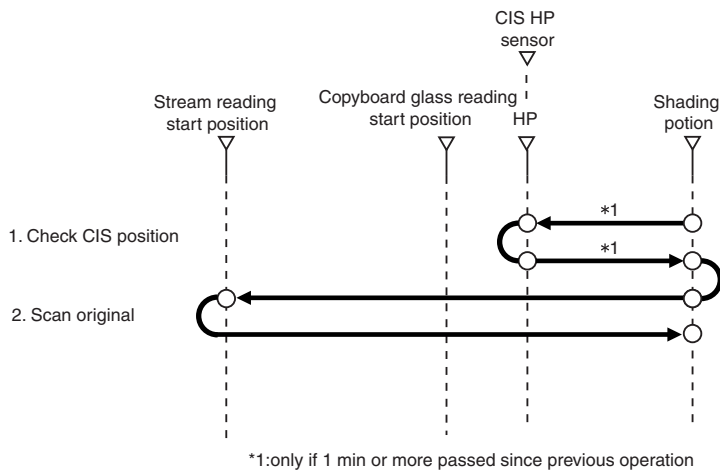 CIS HP
sensor
Stream reading
start position
Copyboard glass reading
start position
HP
Shading
potion
1. Check CIS position
*1
*1
2. Scan original
*1:only if 1 min or more passed since previous operation